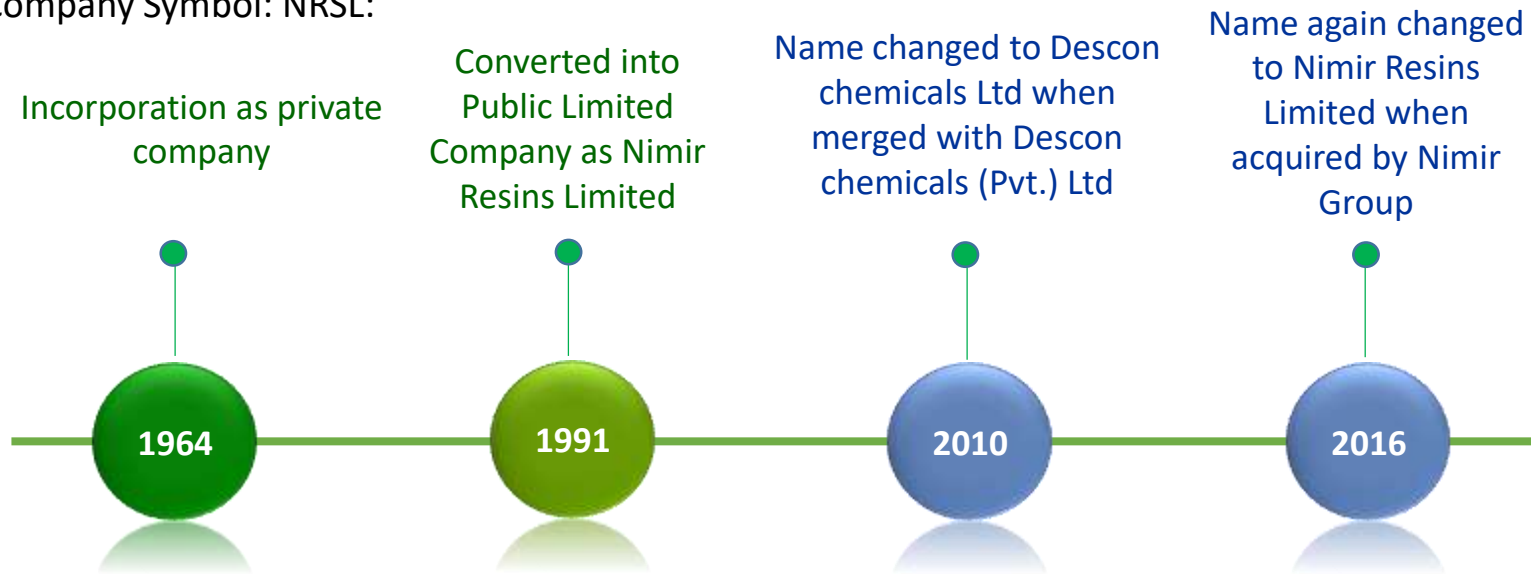 Company Symbol: NRSL:
Incorporation as private
company
Converted into
Public Limited
Company as Nimir
Resins Limited
Name changed to Descon
chemicals Ltd when
merged with Descon
chemicals (Pvt.) Ltd
Name again changed
to Nimir Resins
Limited when
acquired by Nimir
Group
1964
1991
2010
2016